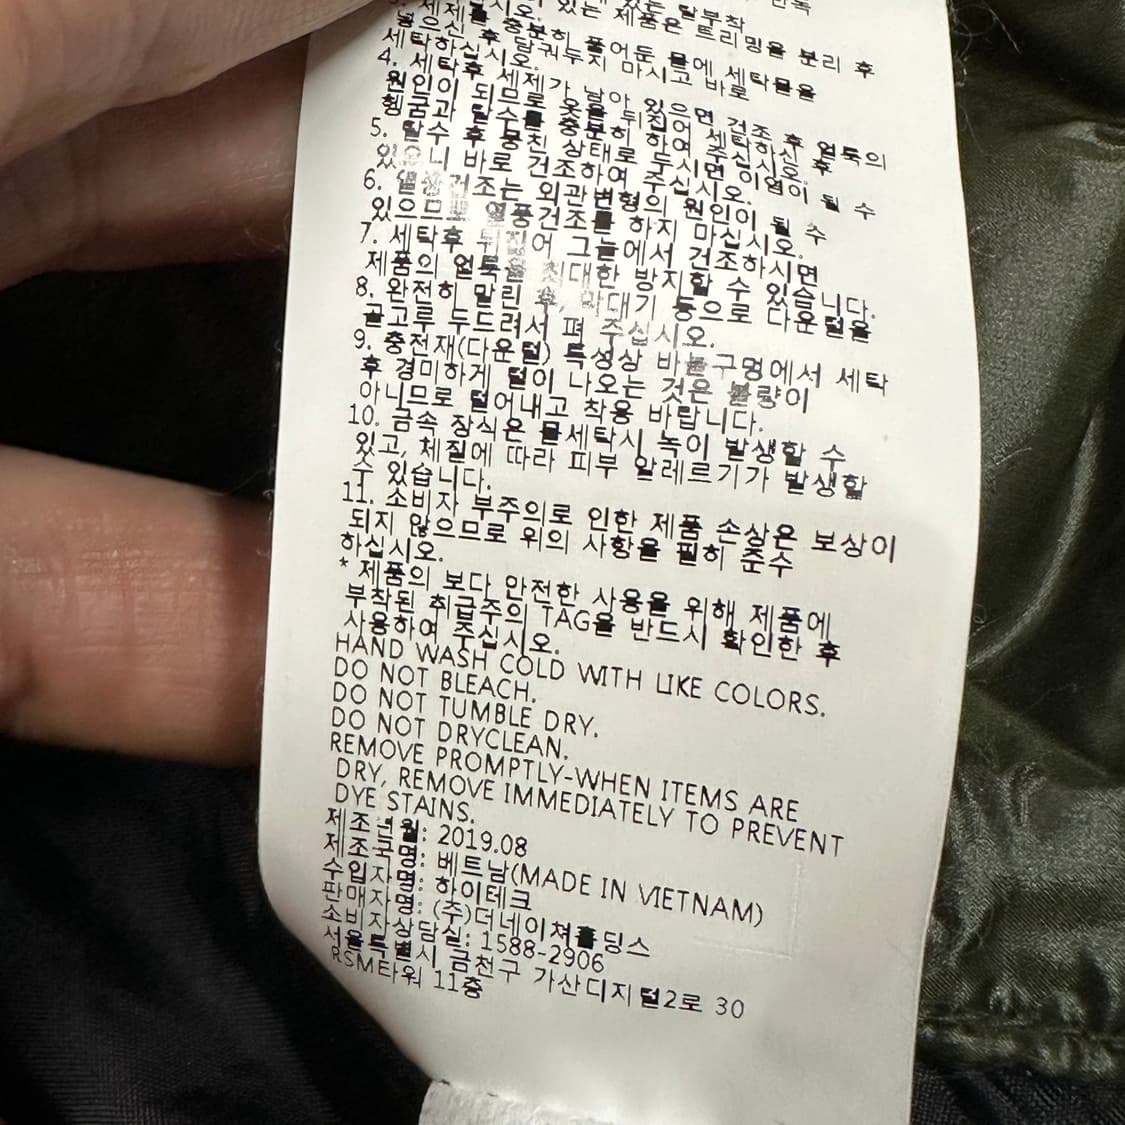 있는 제품은 트리밍을 분리 후
세탁하십시오.
3. 세제를 충분히 풀어둔 물에 세탁물을
넣으신 후 담궈두지 마시고 바로
세탁하십시오.
4. 세탁후 세제가 남아 있으면 건조 후 얼룩의
원인이 되므로 옷을 뒤집어 세탁하신 후
헹굼과 탈수를 충분히 하여 주십시오.
5. 탈수 후 뭉친 상태로 두시면 이염이 될 수
있으니 바로 건조하여 주십시오.
6. 열풍건조는 외관변형의 원인이 될 수
있으므로 열풍건조를 하지 마십시오.
7. 세탁후 뒤집어 그늘에서 건조하시면
제품의 얼룩을 최대한 방지할 수 있습니다.
8. 완전히 말린 후, 막대기 등으로 다운털을
골고루 두드려서 펴 주십시오.
9. 충전재(다운털) 특성상 바늘구멍에서 세탁
후 경미하게 털이 나오는 것은 불량이
아니므로 털어내고 착용 바랍니다.
10. 금속 장식은 물세탁시 녹이 발생할 수
있고, 체질에 따라 피부 알레르기가 발생할
수 있습니다.
11. 소비자 부주의로 인한 제품 손상은 보상이
되지 않으므로 위의 사항을 필히 준수
하십시오.
* 제품의 보다 안전한 사용을 위해 제품에
부착된 취급주의 TAG을 반드시 확인한 후
사용하여 주십시오.
HAND WASH COLD WITH LIKE COLORS.
DO NOT BLEACH.
DO NOT TUMBLE DRY.
DO NOT DRYCLEAN.
REMOVE PROMPTLY-WHEN ITEMS ARE
DRY, REMOVE IMMEDIATELY TO PREVENT
DYE STAINS.
제조년월: 2019.08
제조국명: 베트남(MADE IN VIETNAM)
수입자명: 하이테크
판매자명: (주)더네이쳐홀딩스
소비자상담실: 1588-2906
서울특별시 금천구 가산디지털2로 30
RSM타워 11층